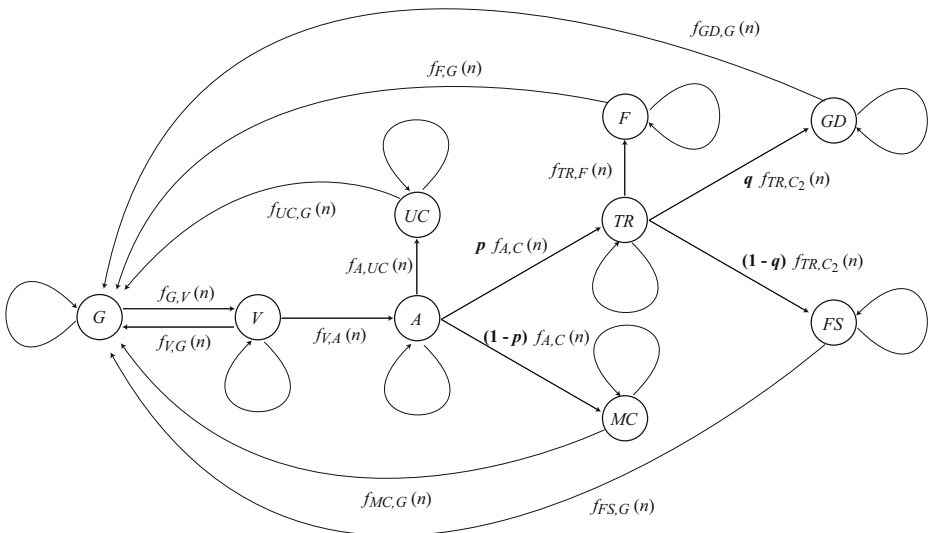 f_{GD,G} (n)
f_{F,G} (n)
F
GD
f_{TR,F} (n)
q f_{TR,C_2} (n)
UC
f_{UC,G} (n)
TR
p f_{A,C} (n)
f_{A,UC} (n)
(1 - q) f_{TR,C_2} (n)
f_{G,V} (n)
G
V
A
FS
f_{V,G} (n)
f_{V,A} (n)
(1 - p) f_{A,C} (n)
MC
f_{MC,G} (n)
f_{FS,G} (n)